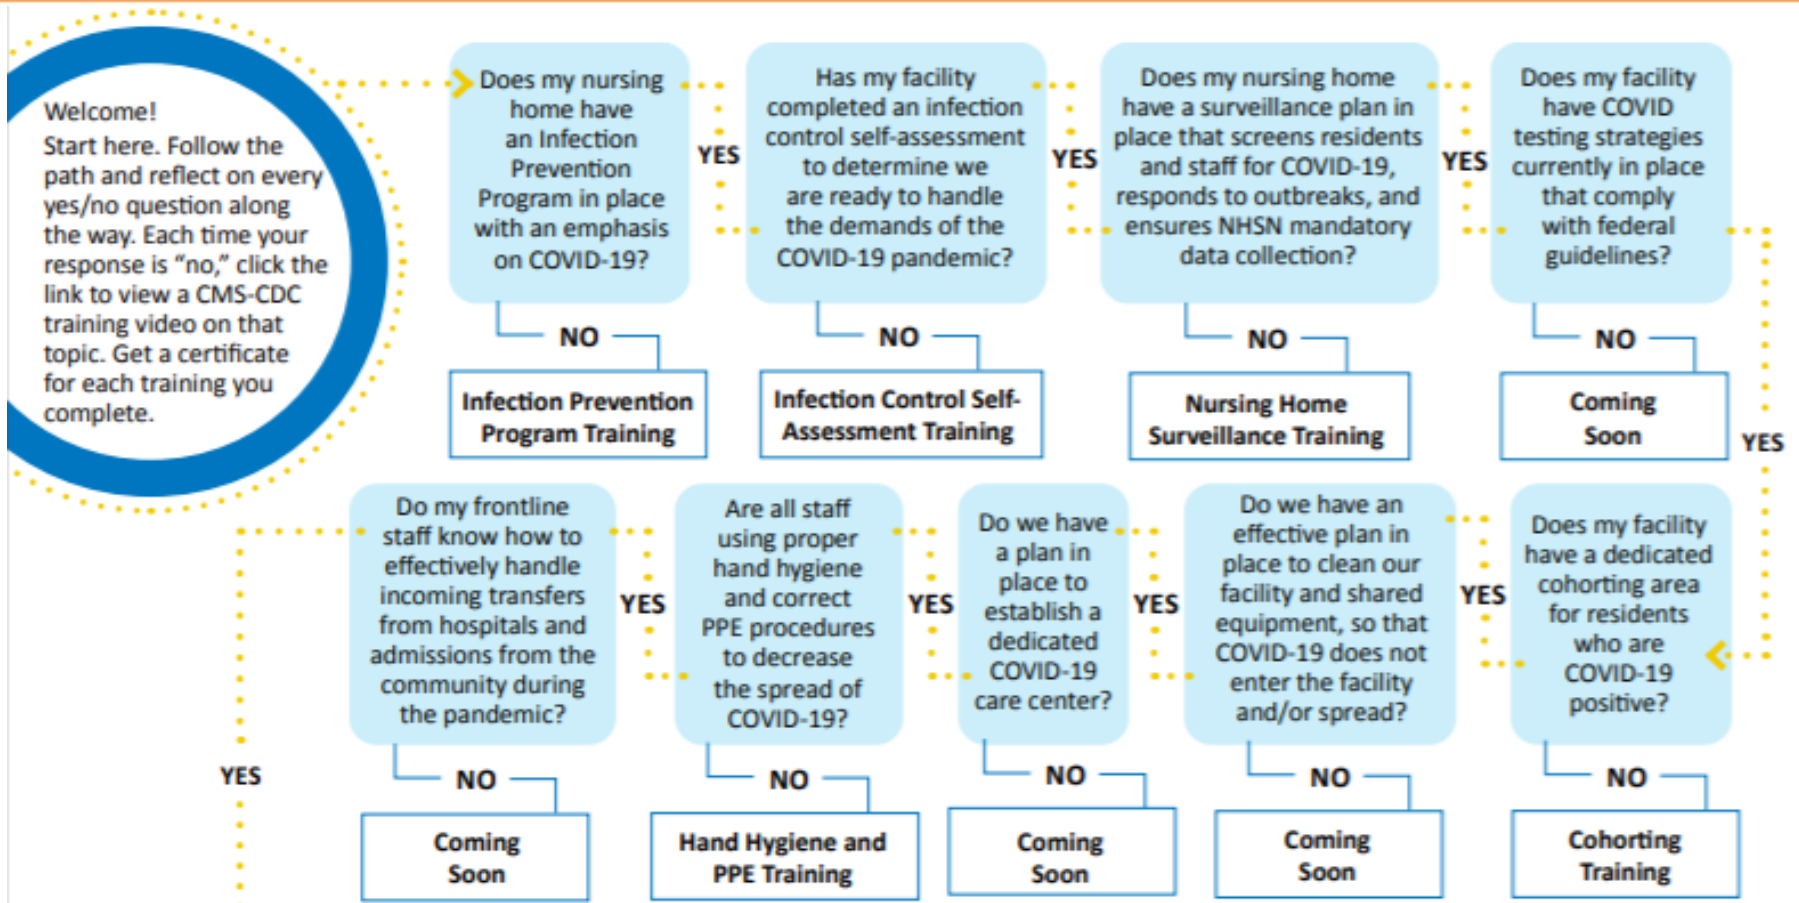 Welcome!
Start here. Follow the
path and reflect on every
yes/no question along
the way. Each time your
response is “no,” click the
link to view a CMS-CDC
training video on that
topic. Get a certificate
for each training you
complete.
Does my nursing
home have
an Infection
Prevention
Program in place
with an emphasis
on COVID-19?
YES
NO
Infection Prevention
Program Training
Has my facility
completed an infection
control self-assessment
to determine we
are ready to handle
the demands of the
COVID-19 pandemic?
YES
NO
Infection Control Self-
Assessment Training
Does my nursing home
have a surveillance plan in
place that screens residents
and staff for COVID-19,
responds to outbreaks, and
ensures NHSN mandatory
data collection?
YES
NO
Nursing Home
Surveillance Training
Does my facility
have COVID
testing strategies
currently in place
that comply
with federal
guidelines?
NO
Coming
Soon
YES
Does my facility
have a dedicated
cohorting area
for residents
who are
COVID-19
positive?
NO
Cohorting
Training
YES
Do we have an
effective plan in
place to clean our
facility and shared
equipment, so that
COVID-19 does not
enter the facility
and/or spread?
NO
Coming
Soon
YES
Do we have
a plan in
place to
establish a
dedicated
COVID-19
care center?
NO
Coming
Soon
YES
Are all staff
using proper
hand hygiene
and correct
PPE procedures
to decrease
the spread of
COVID-19?
NO
Hand Hygiene and
PPE Training
YES
Do my frontline
staff know how to
effectively handle
incoming transfers
from hospitals and
admissions from the
community during
the pandemic?
NO
Coming
Soon
YES